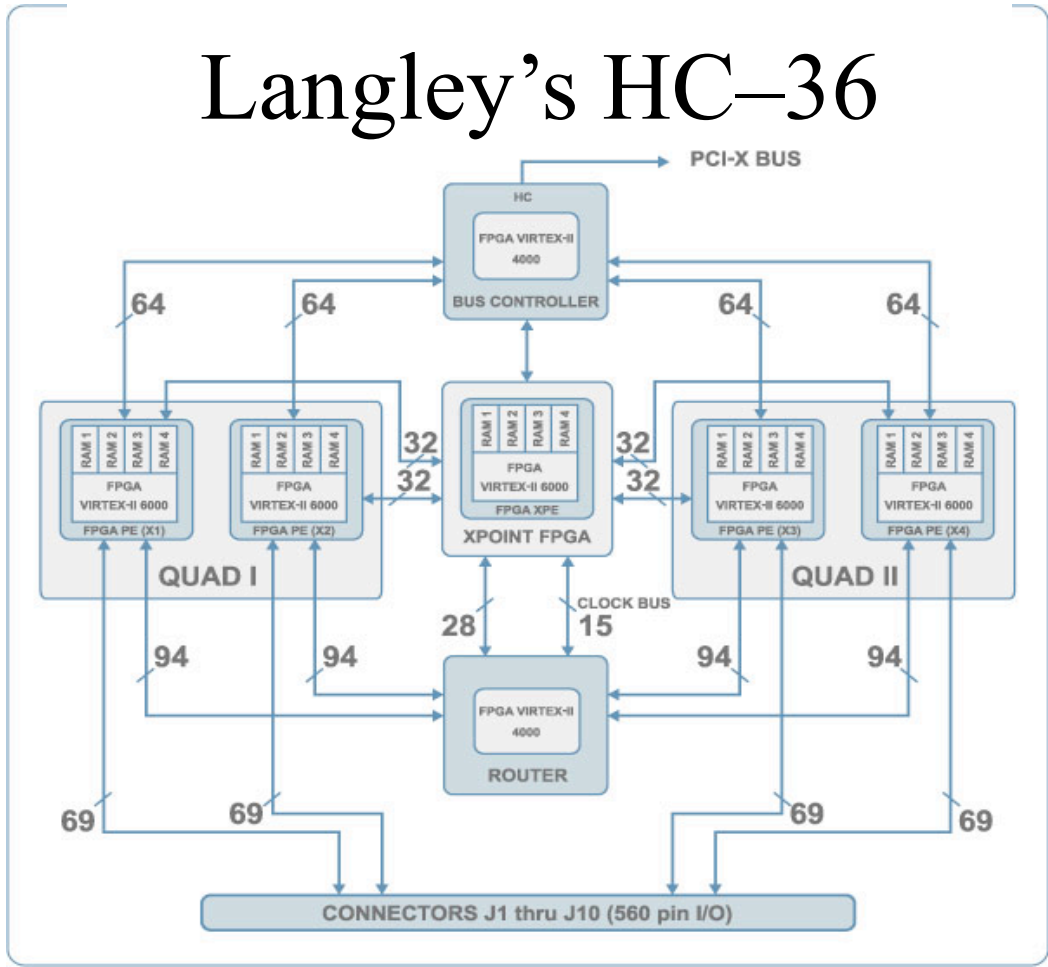 Langley’s HC–36
PCI-X BUS
HC
FPGA VIRTEX-II
4000
BUS CONTROLLER
64
64
64
64
RAM 1
RAM 2
RAM 3
RAM 4
FPGA
VIRTEX-II 6000
FPGA PE (X1)
RAM 1
RAM 2
RAM 3
RAM 4
FPGA
VIRTEX-II 6000
FPGA PE (X2)
QUAD I
32
32
RAM 1
RAM 2
RAM 3
RAM 4
FPGA
VIRTEX-II 6000
FPGA XPE
XPOINT FPGA
32
32
RAM 1
RAM 2
RAM 3
RAM 4
FPGA
VIRTEX-II 6000
FPGA PE (X3)
RAM 1
RAM 2
RAM 3
RAM 4
FPGA
VIRTEX-II 6000
FPGA PE (X4)
QUAD II
28
CLOCK BUS
15
94
94
94
94
FPGA VIRTEX-II
4000
ROUTER
69
69
69
69
CONNECTORS J1 thru J10 (560 pin I/O)